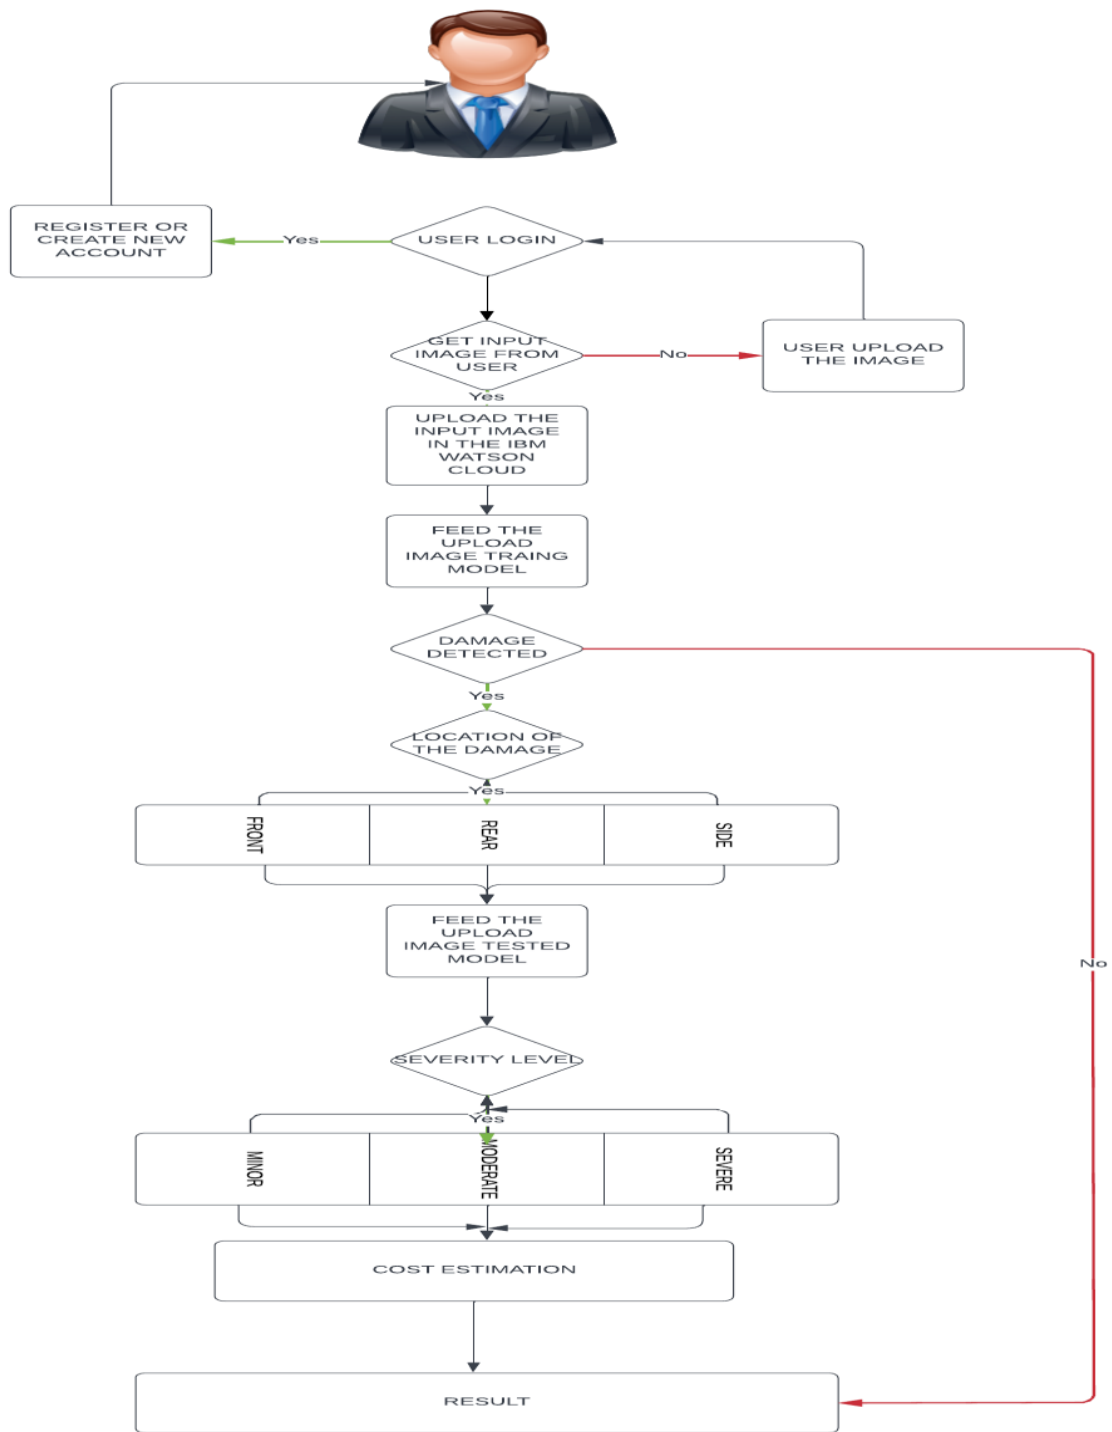 REGISTER OR
CREATE NEW
ACCOUNT
Yes
USER LOGIN
GET INPUT
IMAGE FROM
USER
No
USER UPLOAD
THE IMAGE
Yes
UPLOAD THE
INPUT IMAGE
IN THE IBM
WATSON
CLOUD
FEED THE
UPLOAD
IMAGE TRAING
MODEL
DAMAGE
DETECTED
Yes
LOCATION OF
THE DAMAGE
Yes
FRONT
REAR
SIDE
FEED THE
UPLOAD
IMAGE TESTED
MODEL
No
SEVERITY LEVEL
Yes
MINOR
MODERATE
SEVERE
COST ESTIMATION
RESULT